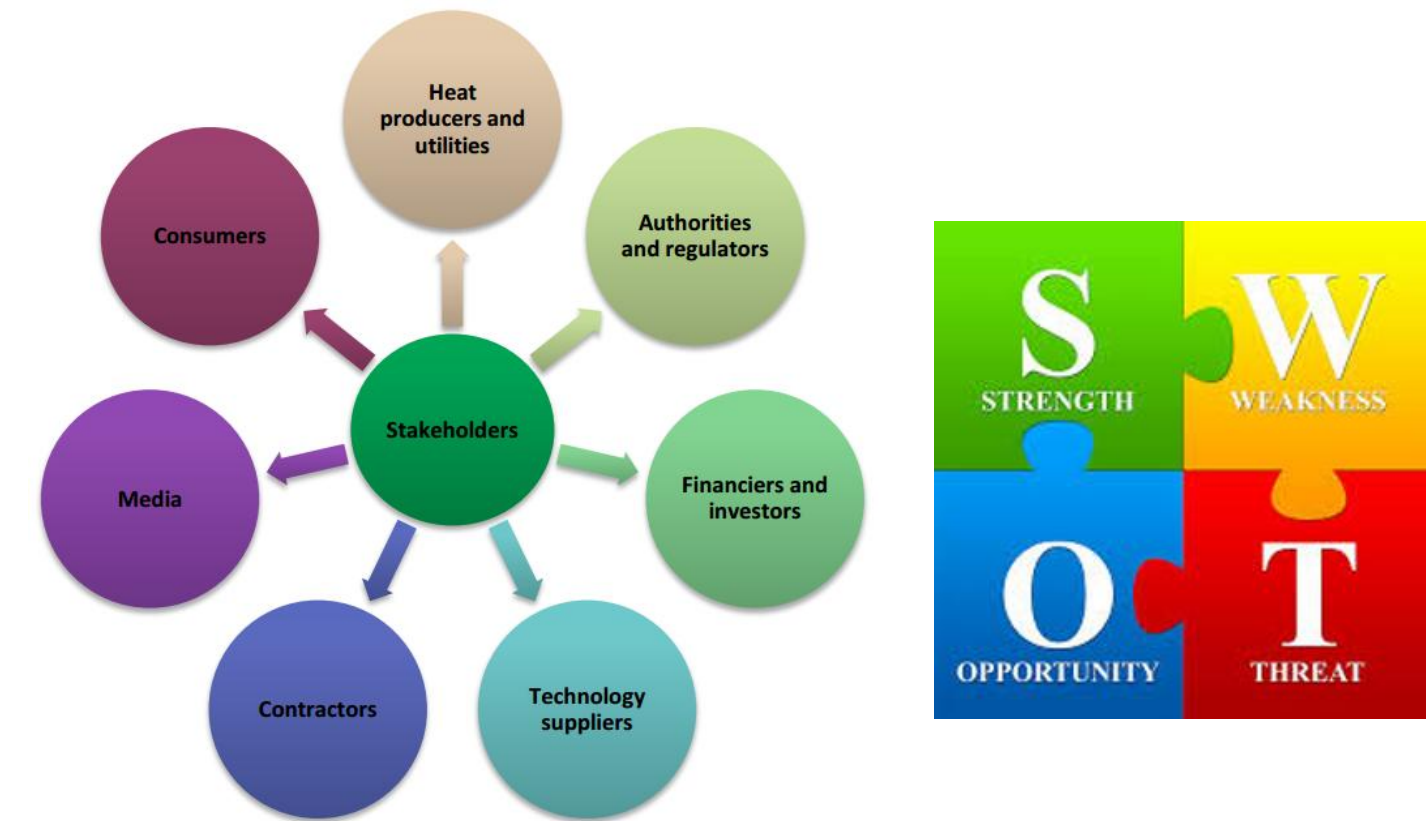 Heat
producers and
utilities
Authorities
and regulators
Financiers and
investors
Technology
suppliers
Contractors
Media
Consumers
Stakeholders
S
STRENGTH
W
WEAKNESS
O
OPPORTUNITY
T
THREAT